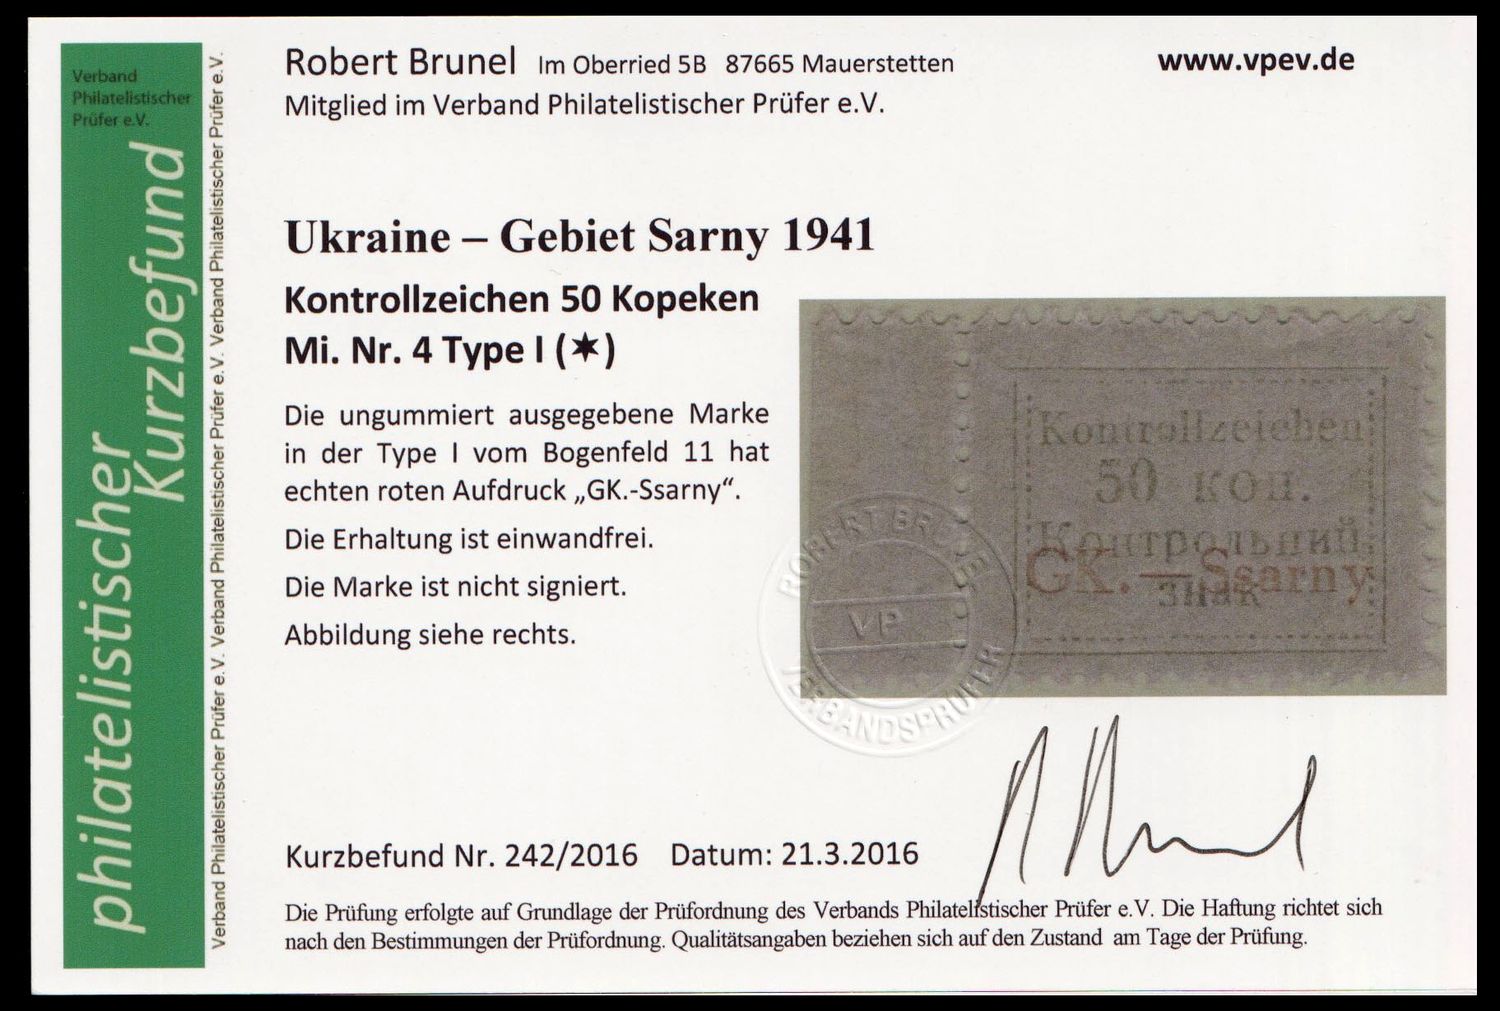 Verband
Philatelistischer
Prüfer e.V.
philatelistischer
Kurzbefund
Verband Philatelistischer Prüfer e.V. Verband Philatelistischer Prüfer e.V. Verband Philatelistischer Prüfer e.V.
Robert Brunel Im Oberried 5B 87665 Mauerstetten
www.vpev.de
Mitglied im Verband Philatelistischer Prüfer e.V.
Ukraine – Gebiet Sarny 1941
Kontrollzeichen 50 Kopeken
Mi. Nr. 4 Type I (✶)
Die ungummiert ausgegebene Marke
in der Type I vom Bogenfeld 11 hat
echten roten Aufdruck „GK.-Ssarny“.
Die Erhaltung ist einwandfrei.
Die Marke ist nicht signiert.
Abbildung siehe rechts.
Kontrollzeichen
50 коп.
Контрольний
знак
GK. — Ssarny
ROBERT BRUNEL
VP
VERBANDSPRÜFER
Kurzbefund Nr. 242/2016 Datum: 21.3.2016
Die Prüfung erfolgte auf Grundlage der Prüfordnung des Verbands Philatelistischer Prüfer e.V. Die Haftung richtet sich
nach den Bestimmungen der Prüfordnung. Qualitätsangaben beziehen sich auf den Zustand am Tage der Prüfung.